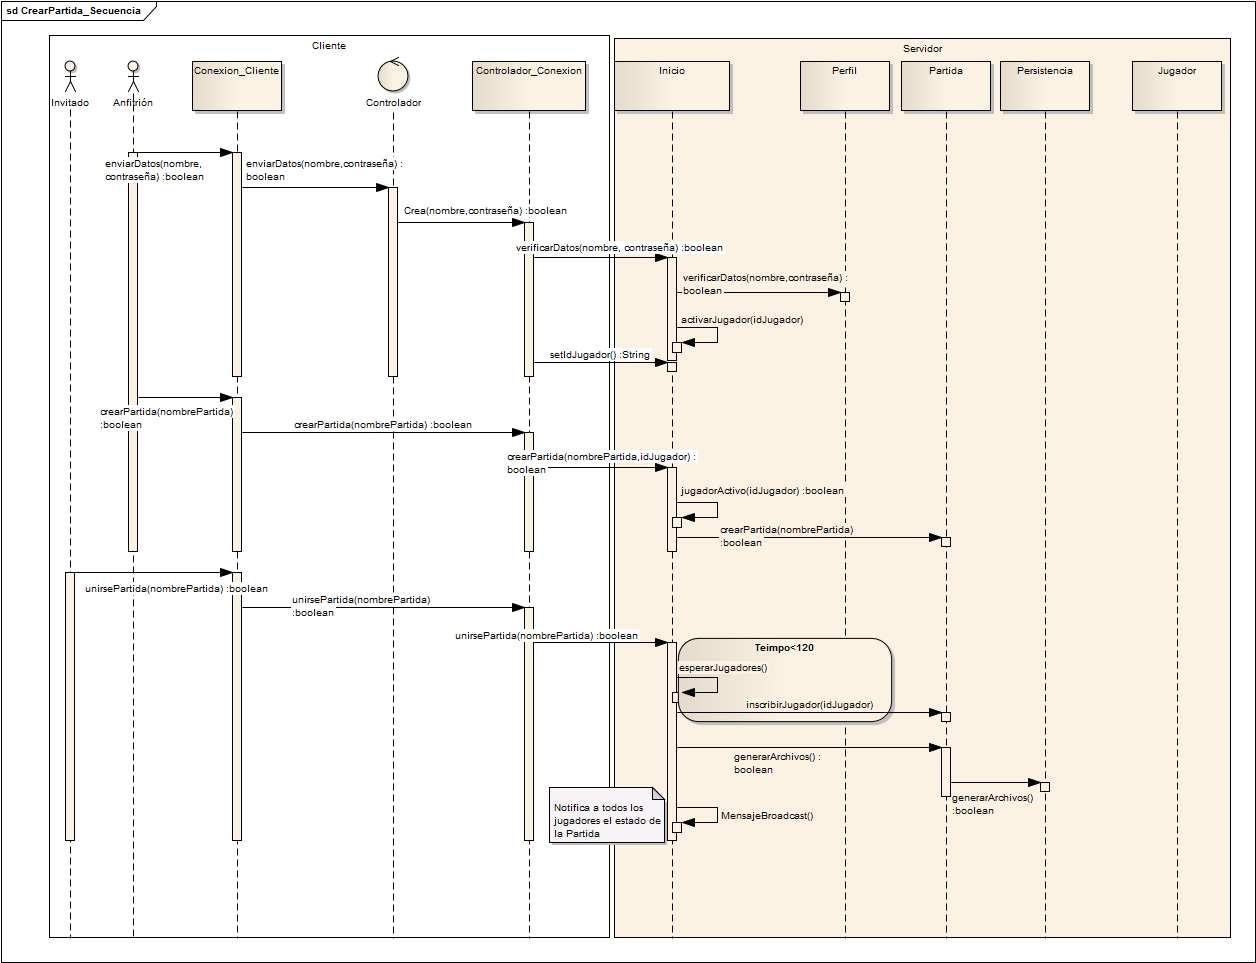 sd CrearPartida_Secuencia
Cliente
Servidor
Invitado
Anfitrión
Conexion_Cliente
Controlador
Controlador_Conexion
Inicio
Perfil
Partida
Persistencia
Jugador
enviarDatos(nombre,
contraseña) :boolean
enviarDatos(nombre,contraseña) :
boolean
Crea(nombre,contraseña) :boolean
verificarDatos(nombre, contraseña) :boolean
verificarDatos(nombre,contraseña) :
boolean
activarJugador(idJugador)
setIdJugador() :String
crearPartida(nombrePartida)
:boolean
crearPartida(nombrePartida) :boolean
crearPartida(nombrePartida,idJugador) :
boolean
jugadorActivo(idJugador) :boolean
crearPartida(nombrePartida)
:boolean
unirsePartida(nombrePartida) :boolean
unirsePartida(nombrePartida)
:boolean
unirsePartida(nombrePartida) :boolean
Teimpo<120
esperarJugadores()
inscribirJugador(idJugador)
generarArchivos() :
boolean
generarArchivos()
:boolean
Notifica a todos los
jugadores el estado de
la Partida
MensajeBroadcast()